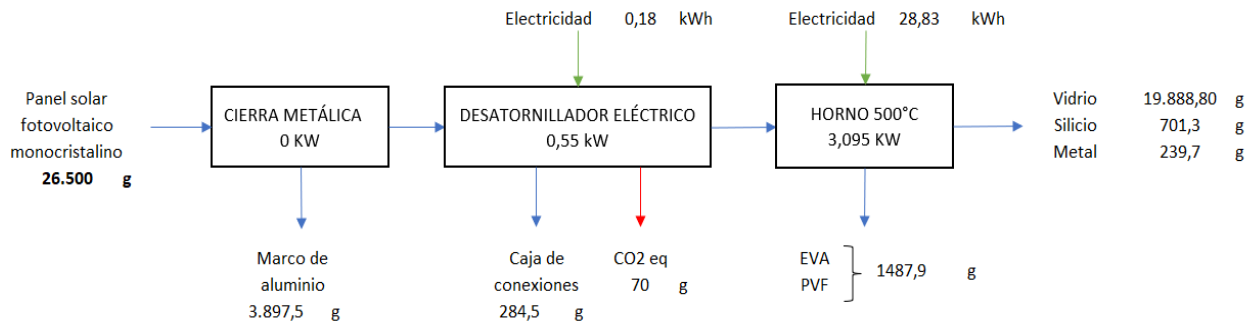 Electricidad 0,18 kWh
Electricidad 28,83 kWh
Panel solar
fotovoltaico
monocristalino
26.500 g
CIERRA METÁLICA
0 KW
DESATORNILLADOR ELÉCTRICO
0,55 kW
HORNO 500°C
3,095 KW
Vidrio 19.888,80 g
Silicio 701,3 g
Metal 239,7 g
Marco de
aluminio
3.897,5 g
Caja de
conexiones
284,5 g
CO2 eq
70 g
EVA
PVF
1487,9 g